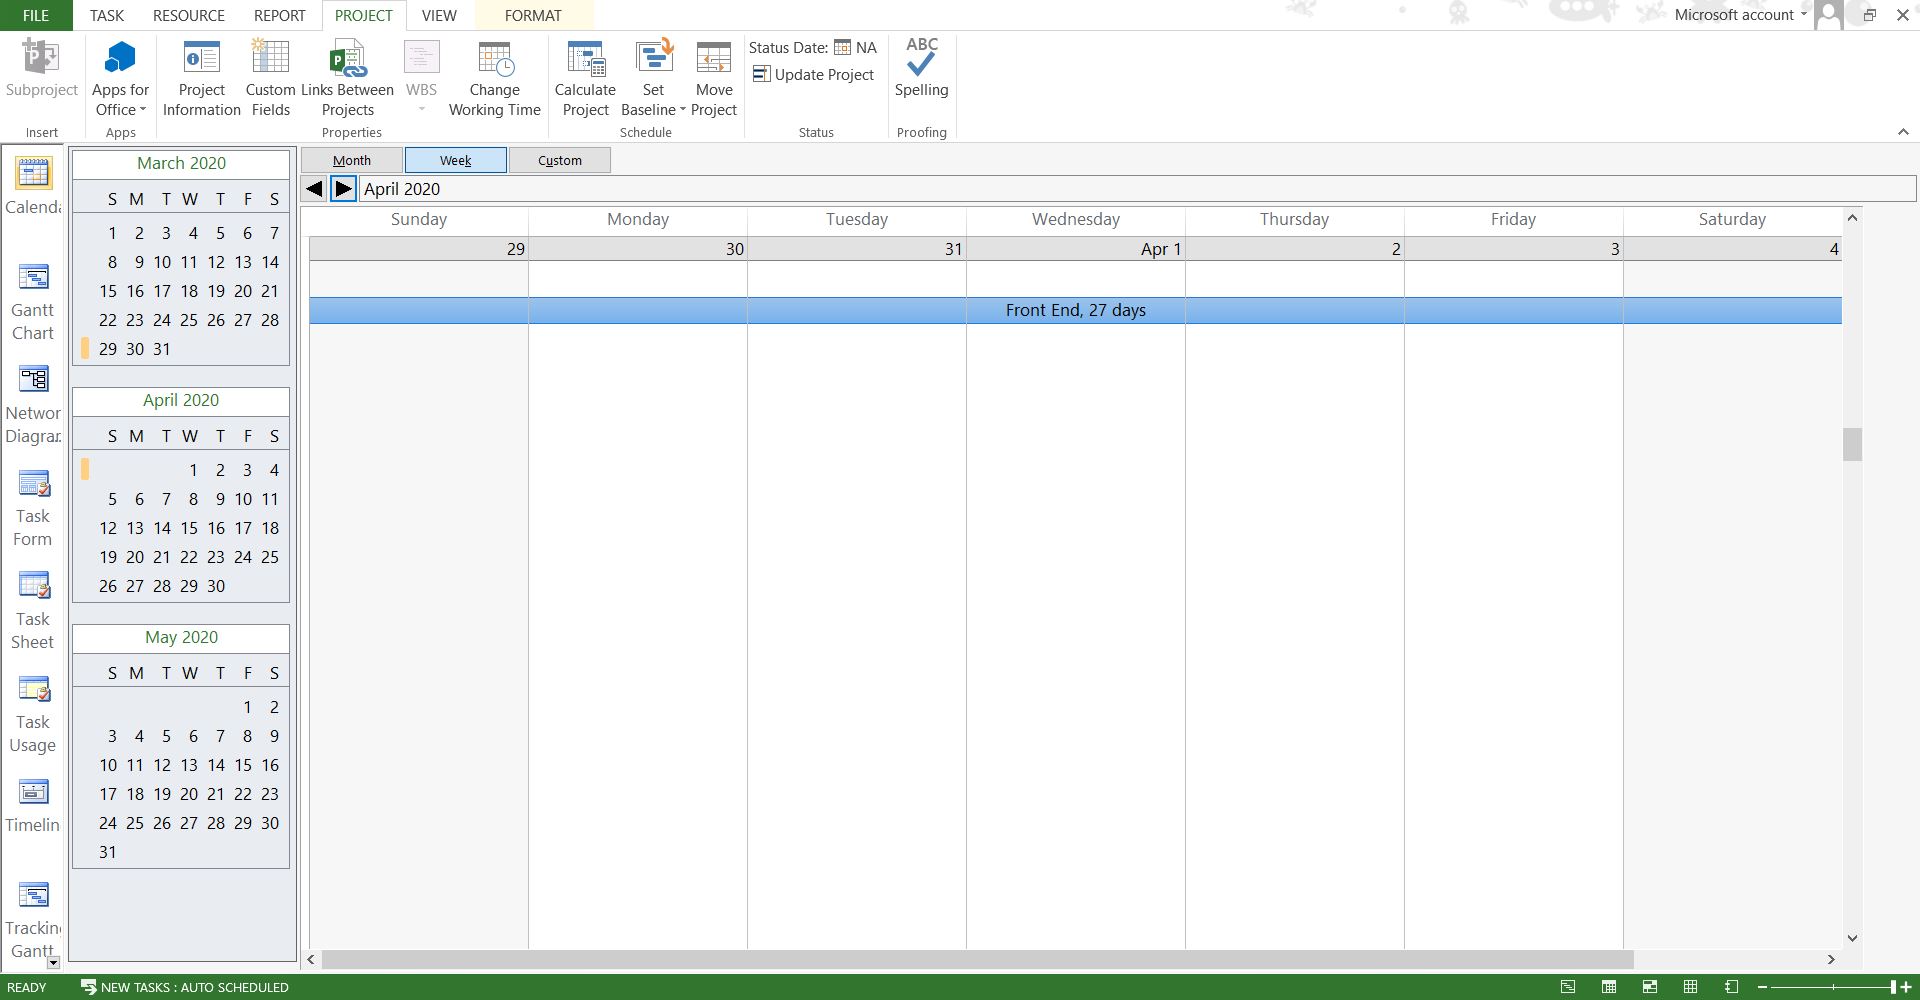 FILE TASK RESOURCE REPORT PROJECT VIEW FORMAT Microsoft account
Subproject
Apps for
Office
Project
Information
Custom
Fields
Links Between
Projects
WBS
Change
Working Time
Calculate
Project
Set
Baseline
Move
Project
Status Date: NA
Update Project
ABC
Spelling
Insert Apps Properties Schedule Status Proofing
Calenda
Gantt
Chart
Networ
Diagra
Task
Form
Task
Sheet
Task
Usage
Timelin
Tracking
Gantt
March 2020
S M T W T F S
1 2 3 4 5 6 7
8 9 10 11 12 13 14
15 16 17 18 19 20 21
22 23 24 25 26 27 28
29 30 31
April 2020
S M T W T F S
1 2 3 4
5 6 7 8 9 10 11
12 13 14 15 16 17 18
19 20 21 22 23 24 25
26 27 28 29 30
May 2020
S M T W T F S
1 2
3 4 5 6 7 8 9
10 11 12 13 14 15 16
17 18 19 20 21 22 23
24 25 26 27 28 29 30
31
Month Week Custom
April 2020
Sunday Monday Tuesday Wednesday Thursday Friday Saturday
29 30 31 Apr 1 2 3 4
Front End, 27 days
READY NEW TASKS : AUTO SCHEDULED